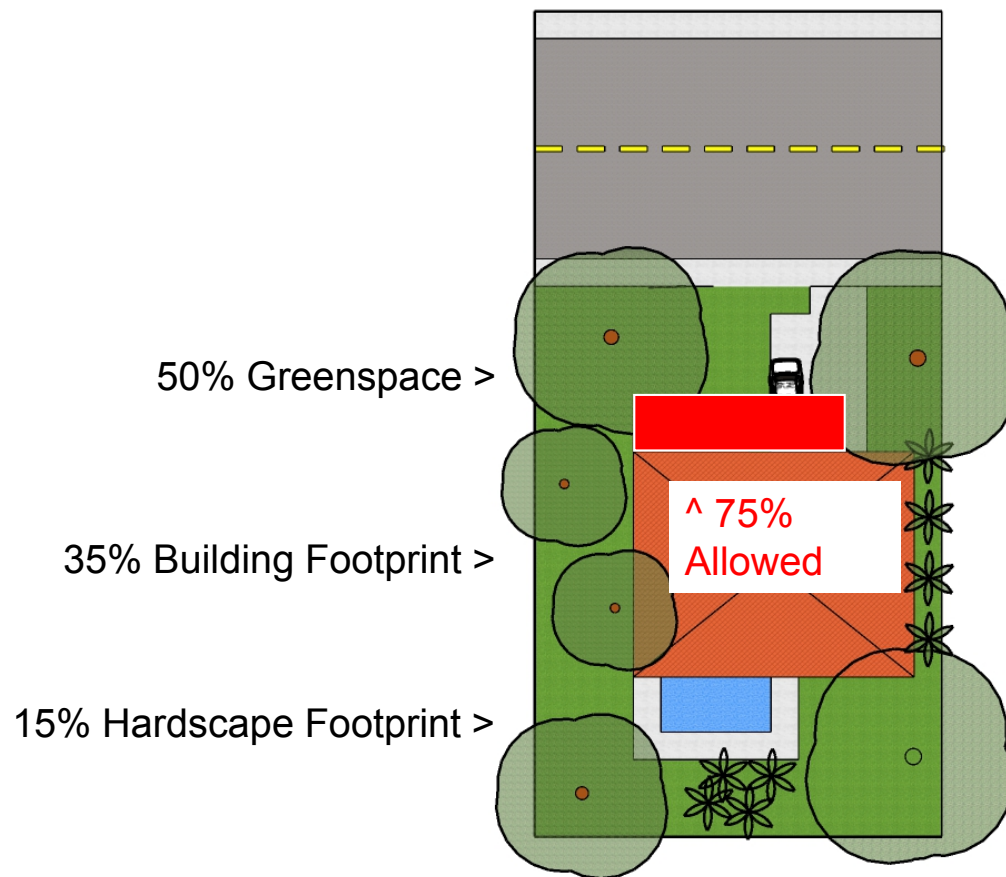 50% Greenspace >
^ 75%
Allowed
35% Building Footprint >
15% Hardscape Footprint >